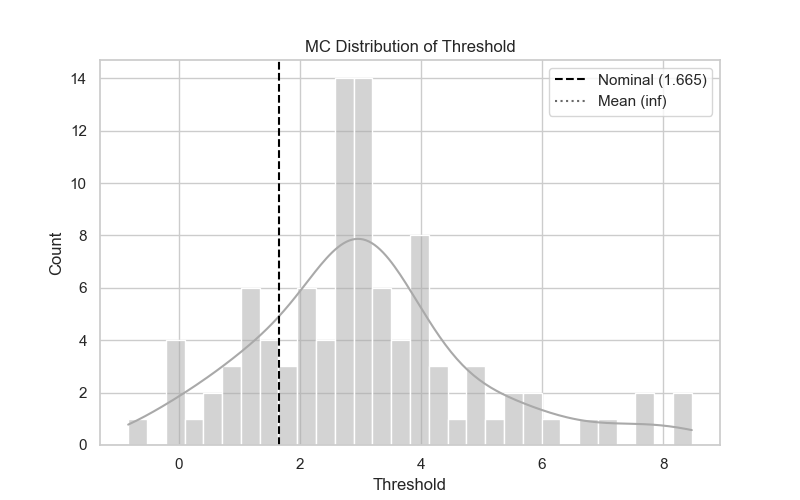 MC Distribution of Threshold
Nominal (1.665)
Mean (inf)
14
12
10
8
6
4
2
0
Count
0 2 4 6 8
Threshold